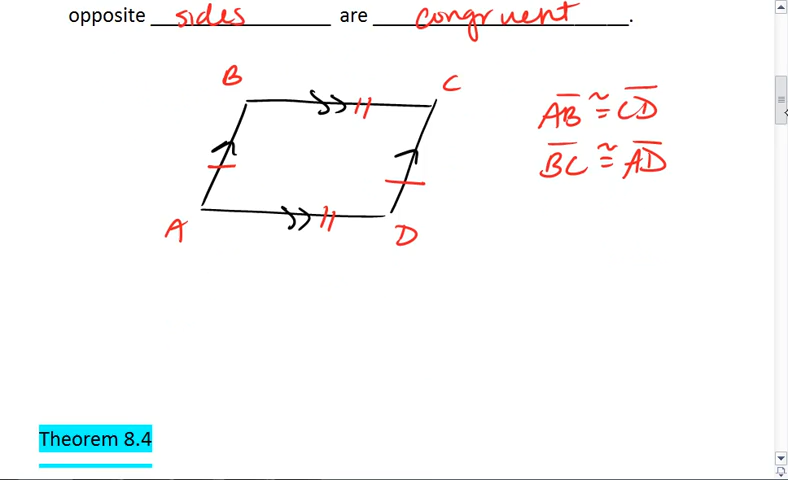 opposite sides are congruent.
B
C
AB ≅ CD
BC ≅ AD
A
D
Theorem 8.4